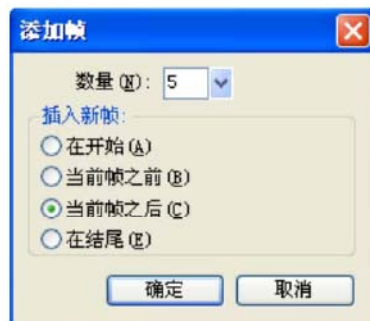 添加帧
数量(N): 5
插入新帧:
在开始(A)
当前帧之前(B)
当前帧之后(C)
在结尾(E)
确定 取消